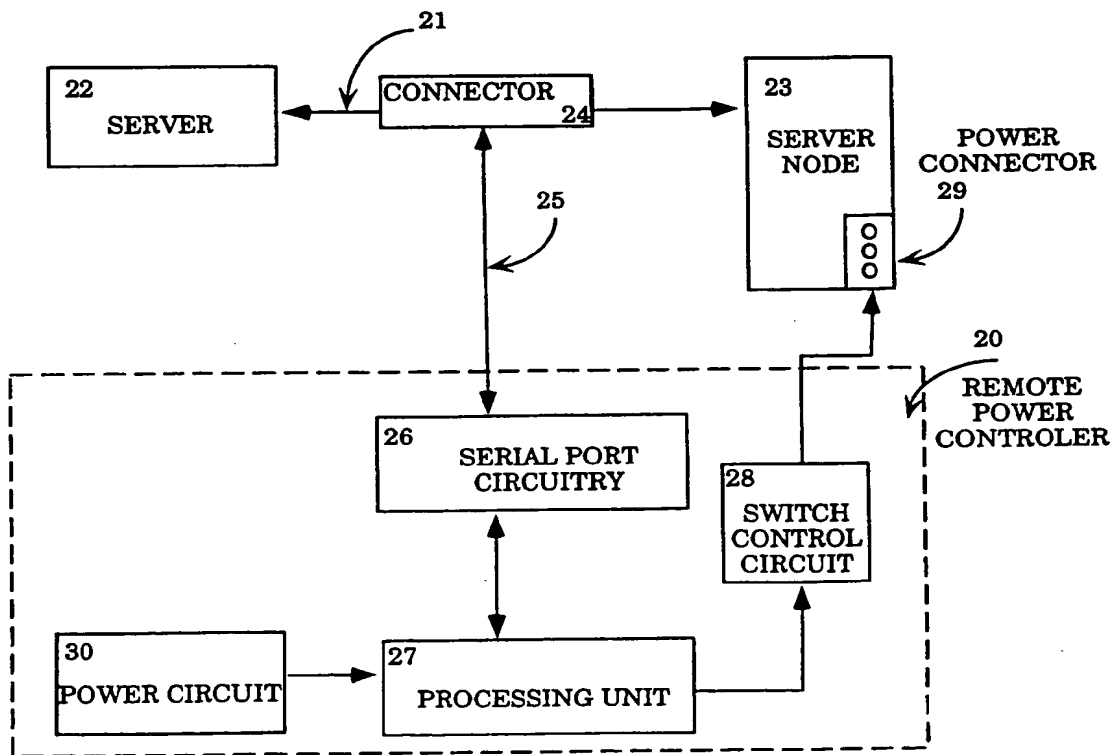 21
22
SERVER
CONNECTOR
24
23
SERVER
NODE
POWER
CONNECTOR
29
25
20
REMOTE
POWER
CONTROLER
26
SERIAL PORT
CIRCUITRY
28
SWITCH
CONTROL
CIRCUIT
30
POWER CIRCUIT
27
PROCESSING UNIT